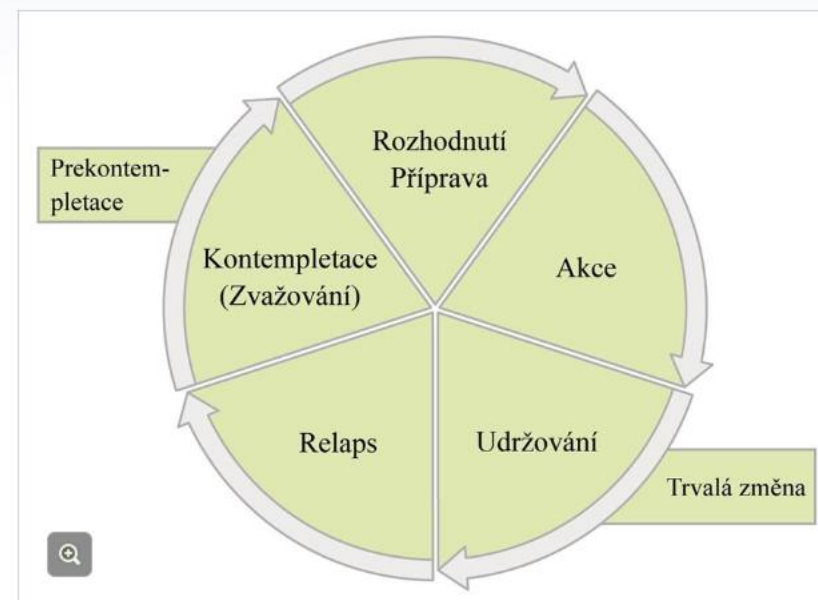 Rozhodnutí
Příprava
Prekontem-
pletace
Kontempletace
(Zvažování)
Akce
Relaps
Udržování
Trvalá změna